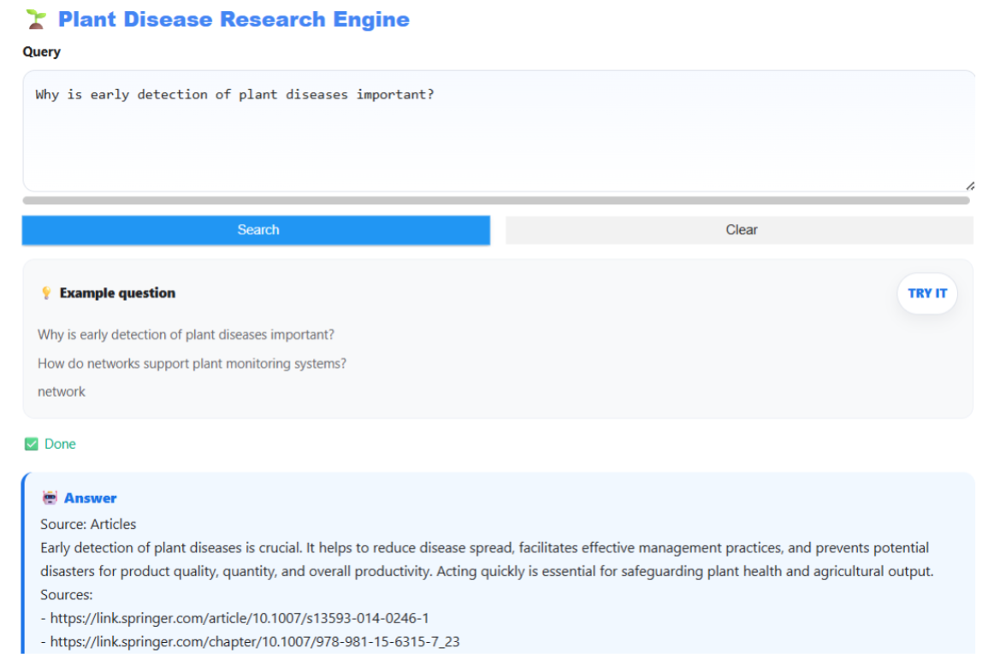 Plant Disease Research Engine
Query
Why is early detection of plant diseases important?
Search
Clear
Example question
TRY IT
Why is early detection of plant diseases important?
How do networks support plant monitoring systems?
network
Done
Answer
Source: Articles
Early detection of plant diseases is crucial. It helps to reduce disease spread, facilitates effective management practices, and prevents potential
disasters for product quality, quantity, and overall productivity. Acting quickly is essential for safeguarding plant health and agricultural output.
Sources:
- https://link.springer.com/article/10.1007/s13593-014-0246-1
- https://link.springer.com/chapter/10.1007/978-981-15-6315-7_23